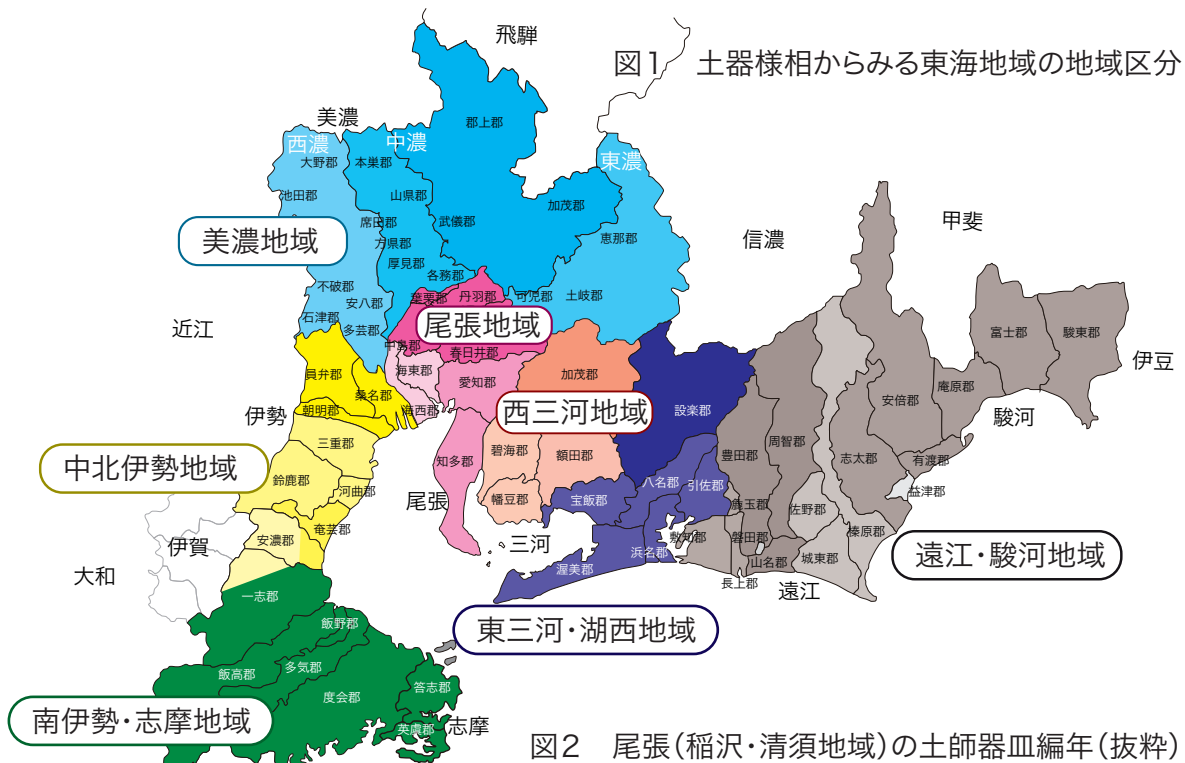 飛騨
図1 土器様相からみる東海地域の地域区分
美濃
西濃
中濃
東濃
郡上郡
大野郡
本巣郡
池田郡
山県郡
加茂郡
武儀郡
席田郡
方県郡
恵那郡
厚見郡
各務郡
美濃地域
信濃
甲斐
不破郡
安八郡
石津郡
多芸郡
葉栗郡
丹羽郡
可児郡
土岐郡
近江
尾張地域
中島郡
春日井郡
海東郡
愛知郡
海西郡
加茂郡
員弁郡
桑名郡
朝明郡
富士郡
駿東郡
伊豆
庵原郡
安倍郡
駿河
伊勢
西三河地域
設楽郡
三重郡
中北伊勢地域
鈴鹿郡
河曲郡
知多郡
碧海郡
額田郡
幡豆郡
周智郡
豊田郡
志太郡
有渡郡
益津郡
八名郡
引佐郡
宝飯郡
尾張
奄芸郡
安濃郡
伊賀
大和
三河
麁玉郡
佐野郡
敷知郡
磐田郡
榛原郡
浜名郡
山名郡
城東郡
渥美郡
長上郡
遠江
遠江・駿河地域
一志郡
飯野郡
東三河・湖西地域
飯高郡
多気郡
度会郡
答志郡
英虞郡
志摩
南伊勢・志摩地域
図2 尾張(稲沢・清須地域)の土師器皿編年(抜粋)